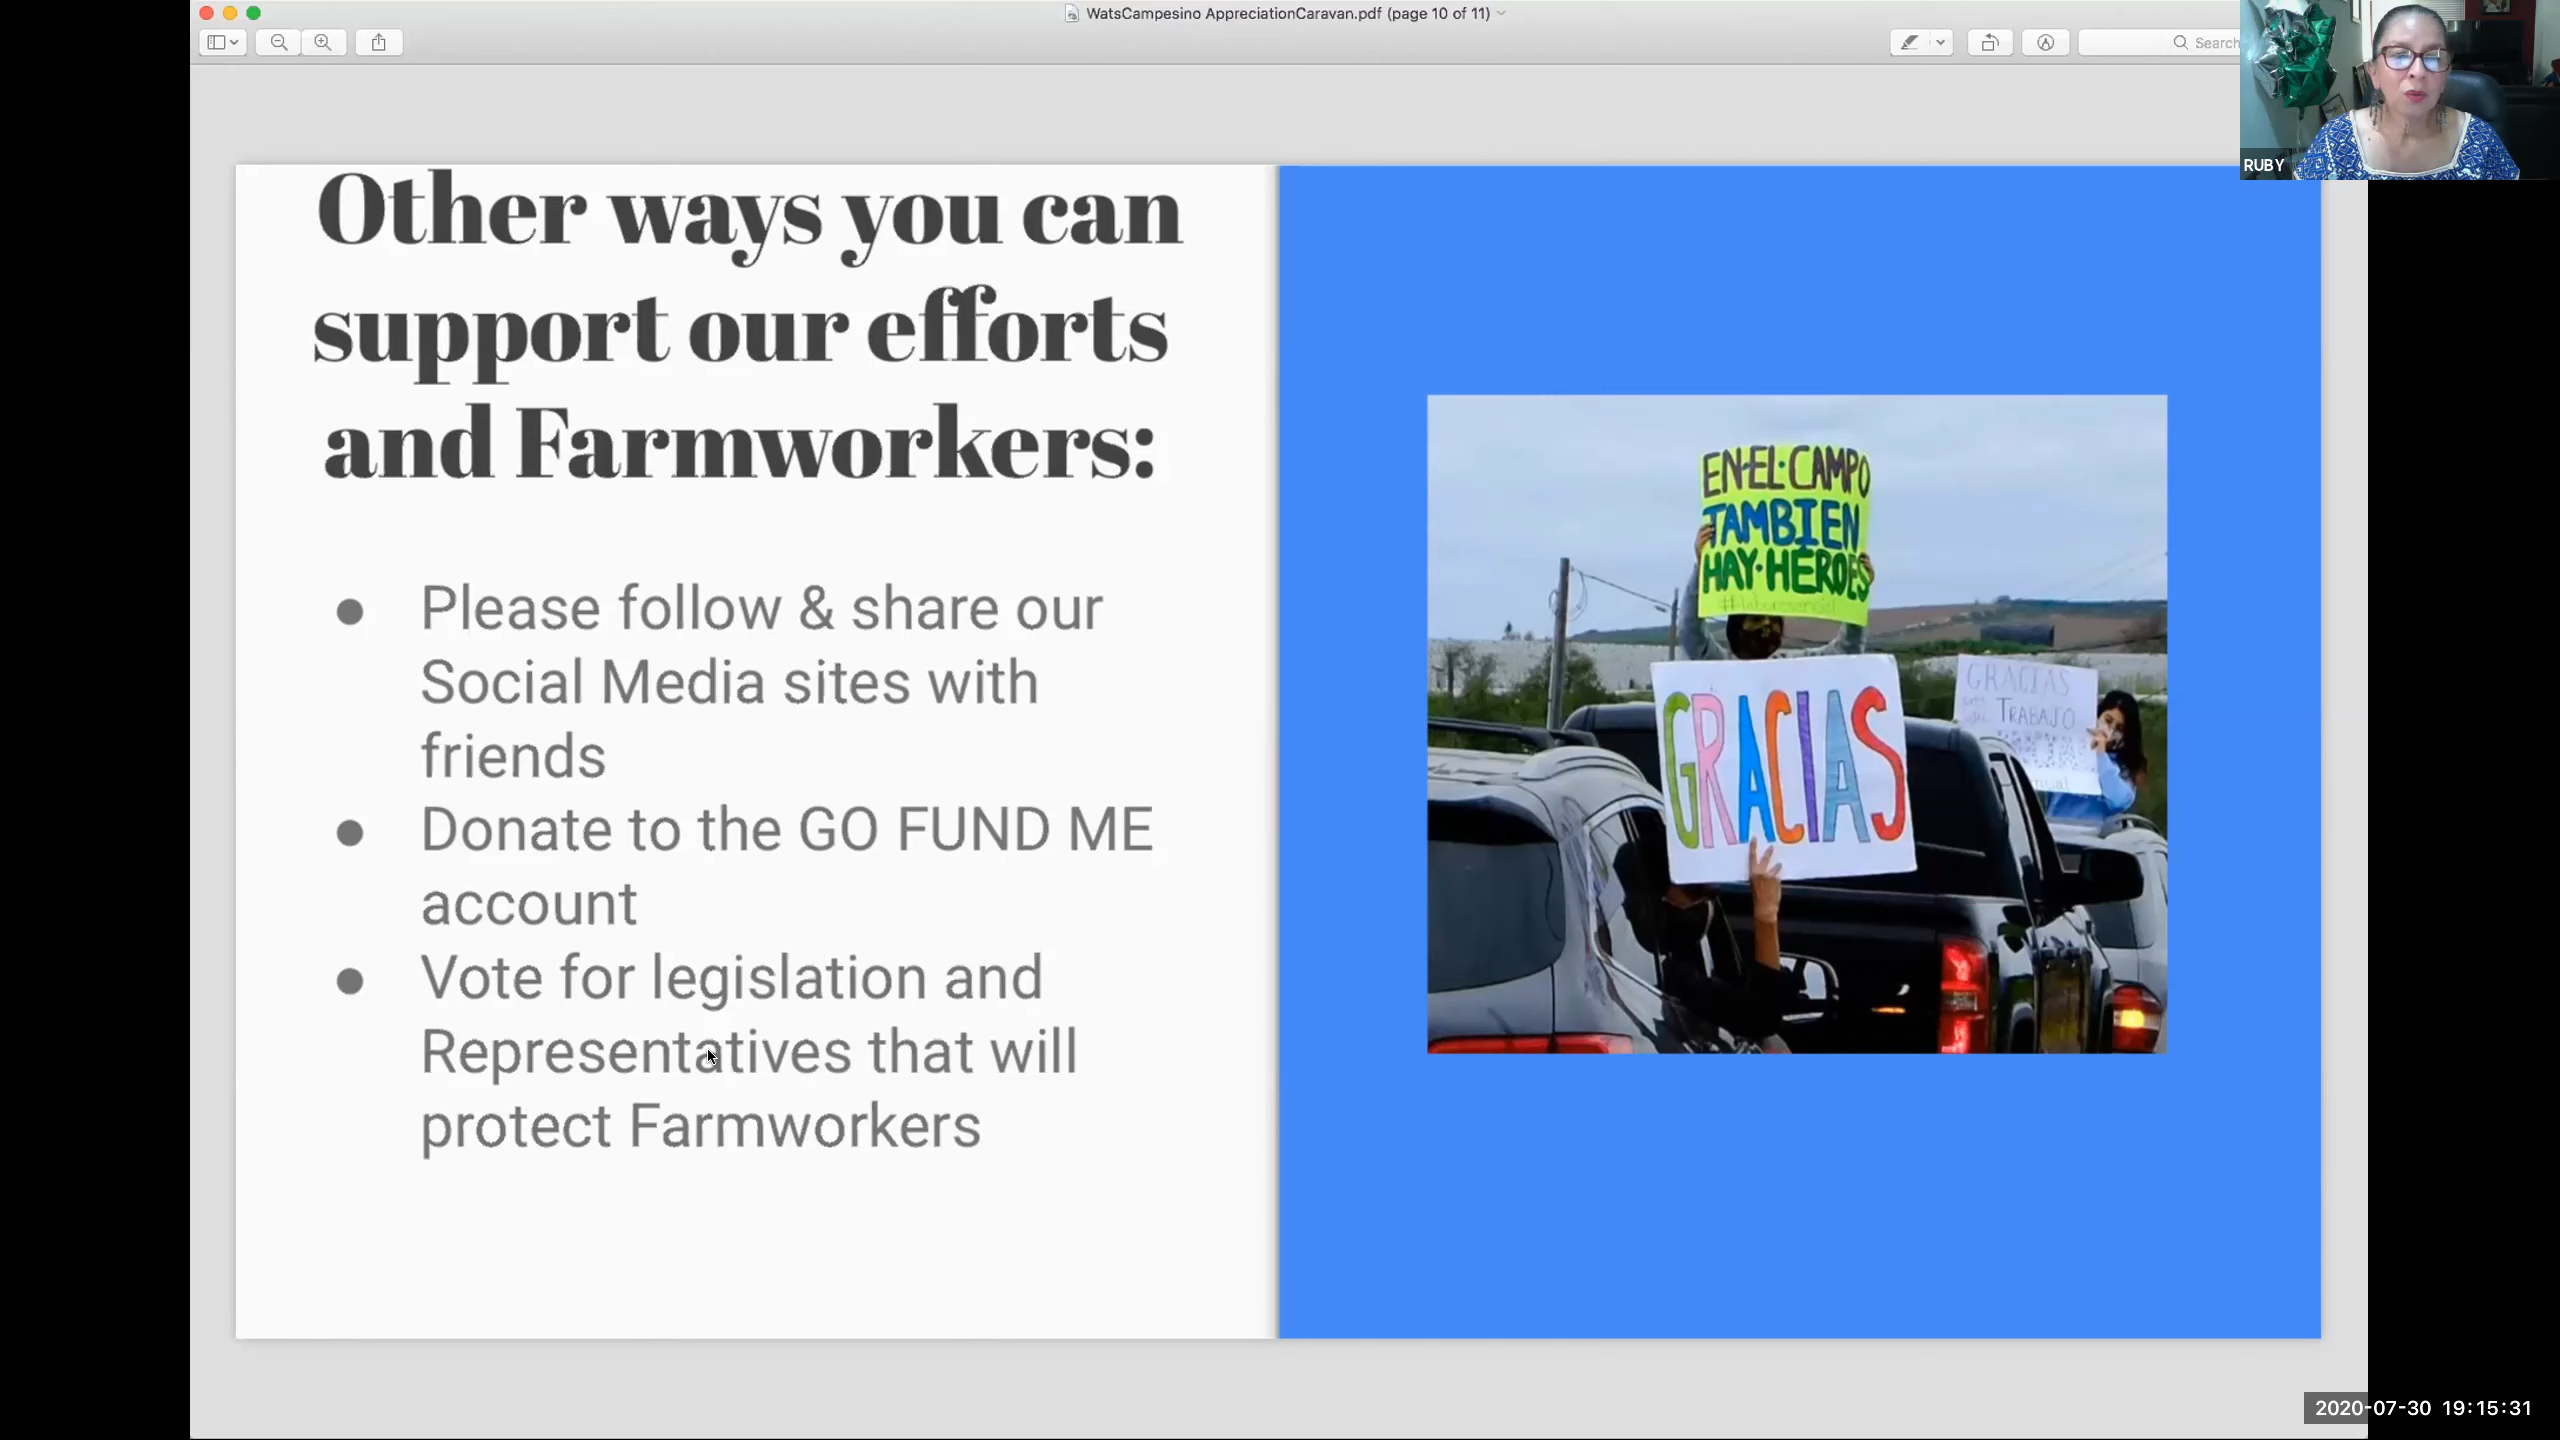 WatsCampesino AppreciationCaravan.pdf (page 10 of 11)
Search
RUBY
Other ways you can
support our efforts
and Farmworkers:
● Please follow & share our
Social Media sites with
friends
● Donate to the GO FUND ME
account
● Vote for legislation and
Representatives that will
protect Farmworkers
EN·EL·CAMPO
TAMBIEN
HAY·HÉROES
GRACIAS
GRACIAS
TRABAJO
2020-07-30 19:15:31